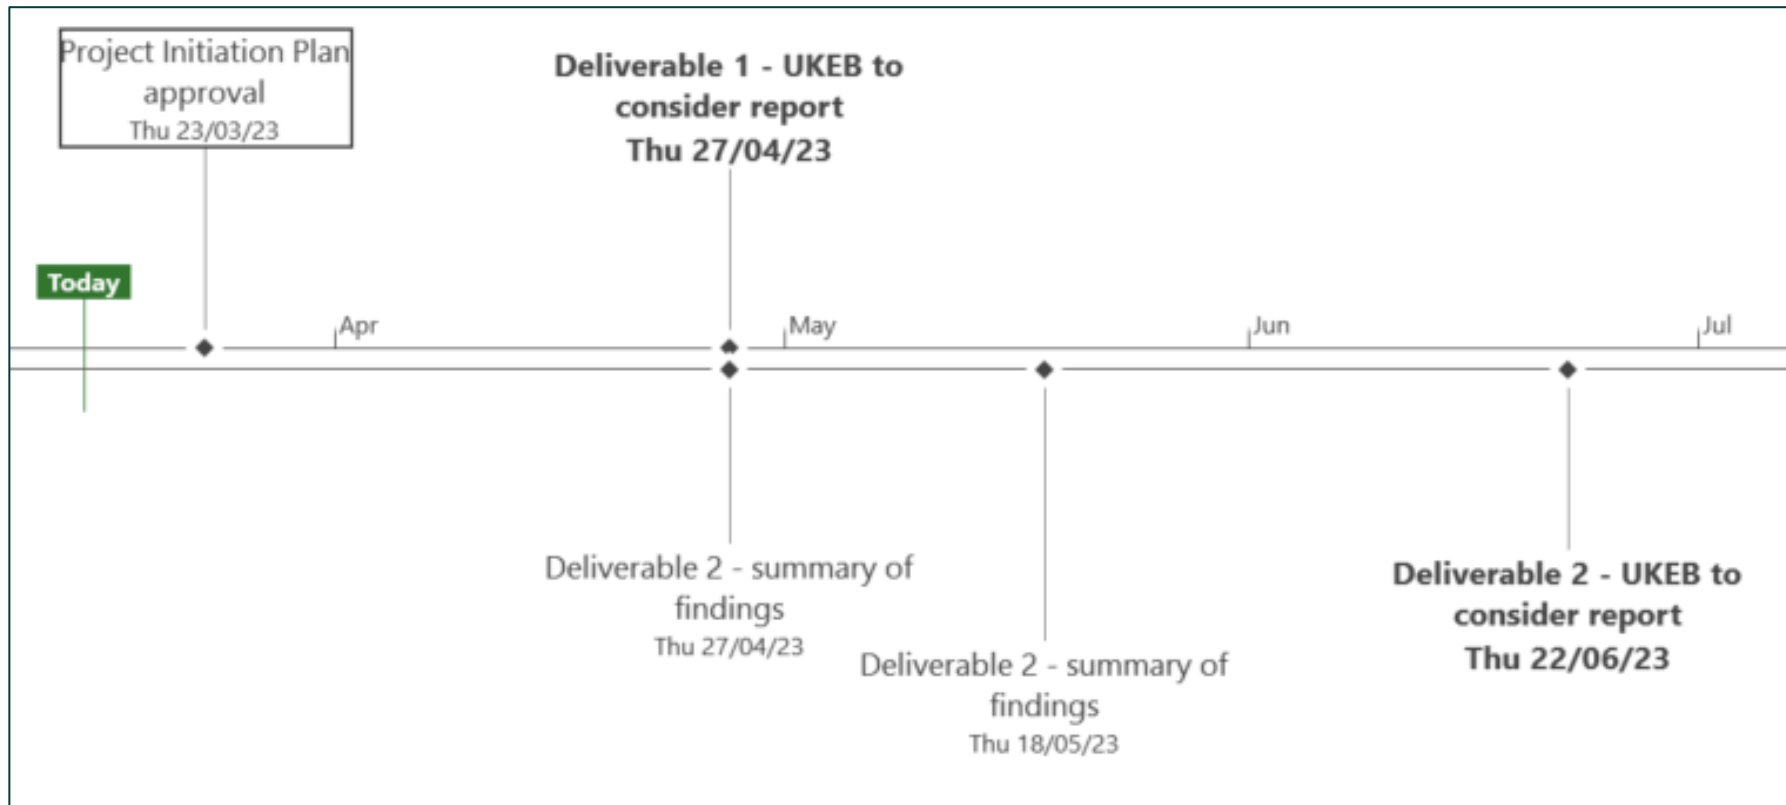 Project Initiation Plan
approval
Thu 23/03/23
Deliverable 1 - UKEB to
consider report
Thu 27/04/23
Today
Apr
May
Jun
Jul
Deliverable 2 - summary of
findings
Thu 27/04/23
Deliverable 2 - summary of
findings
Thu 18/05/23
Deliverable 2 - UKEB to
consider report
Thu 22/06/23